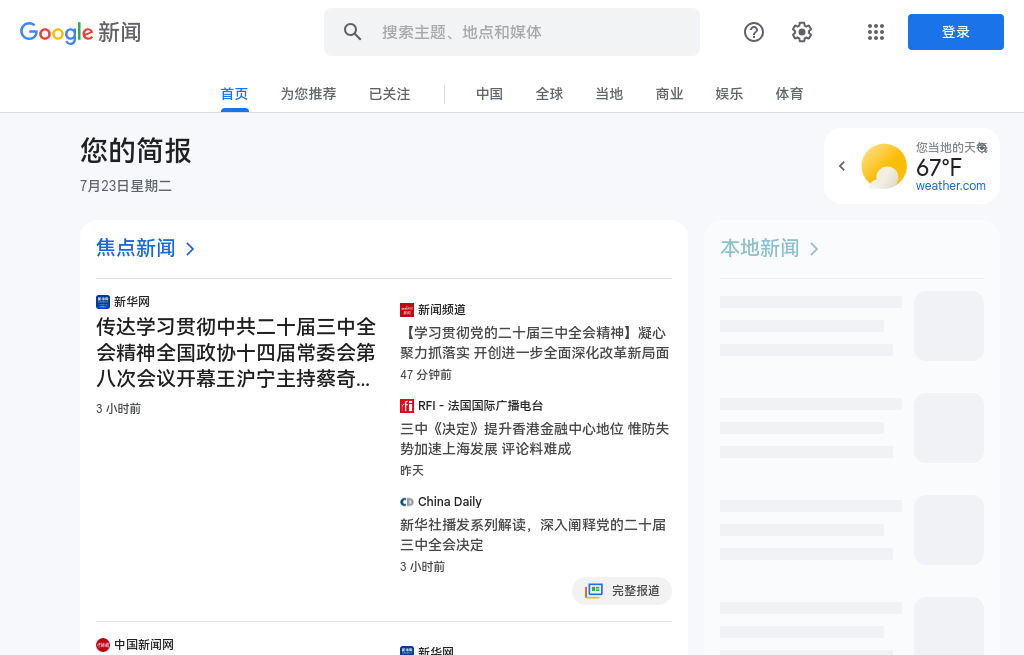 Google 新闻
搜索主题、地点和媒体
登录
首页
为您推荐
已关注
中国
全球
当地
商业
娱乐
体育
您的简报
7月23日星期二
您当地的天气
67°F
weather.com
焦点新闻
新华网
传达学习贯彻中共二十届三中全
会精神全国政协十四届常委会第
八次会议开幕王沪宁主持蔡奇...
3 小时前
新闻频道
【学习贯彻党的二十届三中全会精神】凝心
聚力抓落实 开创进一步全面深化改革新局面
47 分钟前
RFI - 法国国际广播电台
三中《决定》提升香港金融中心地位 惟防失
势加速上海发展 评论料难成
昨天
China Daily
新华社播发系列解读，深入阐释党的二十届
三中全会决定
3 小时前
完整报道
中国新闻网
新华网
本地新闻